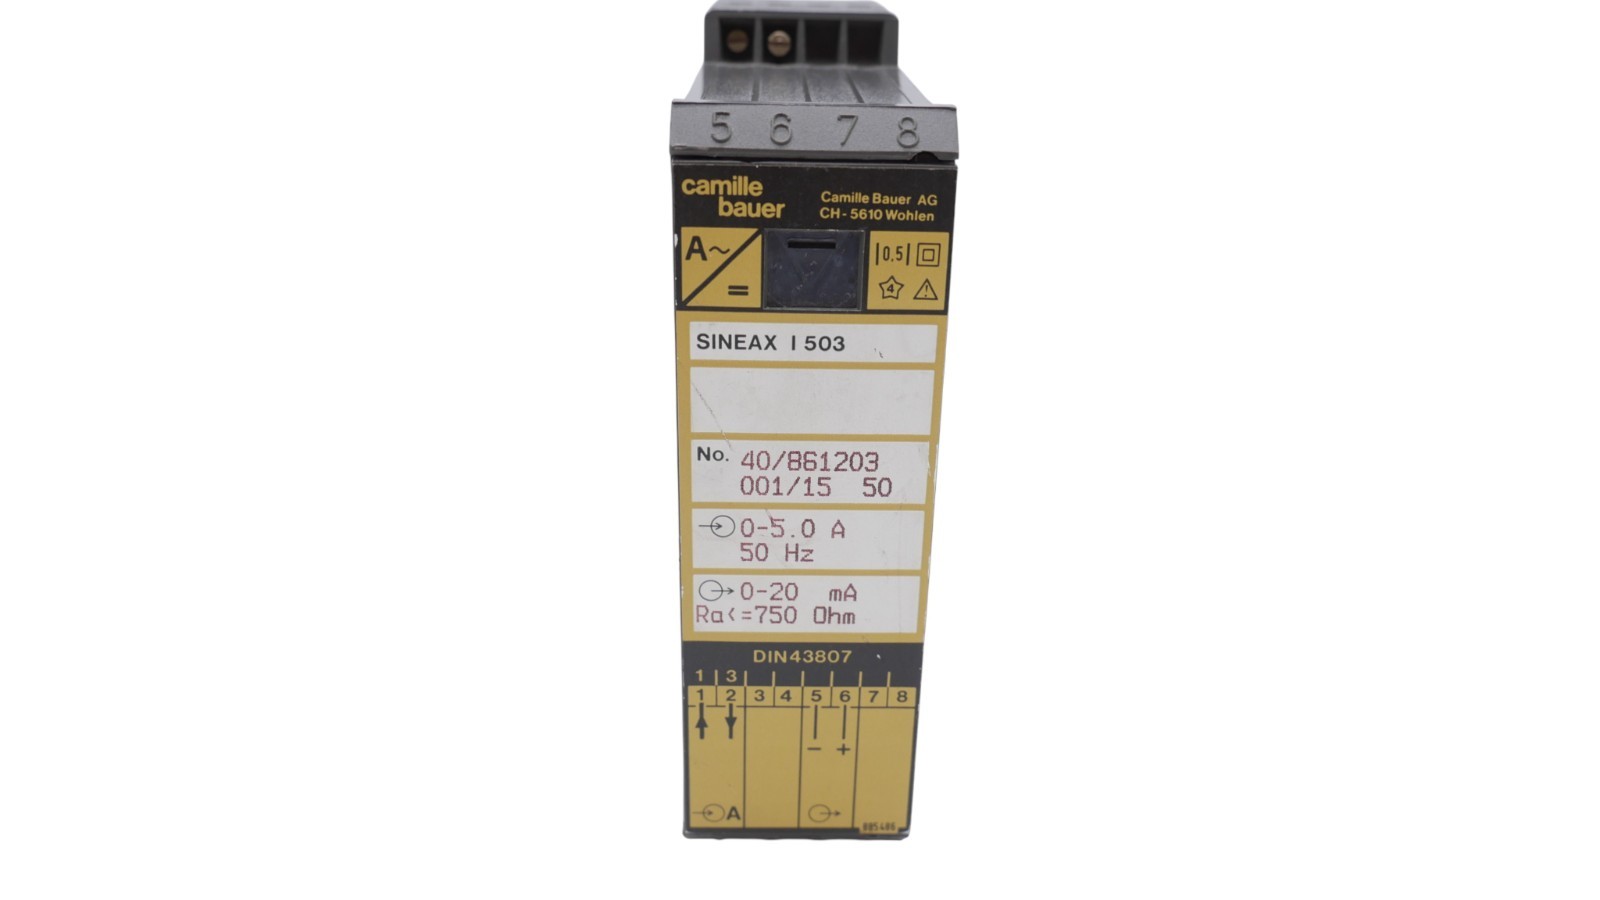 5 6 7 8
camille
bauer
Camille Bauer AG
CH-5610 Wohlen
A~
=
|0.5|
4
SINEAX I 503
No. 40/861203
001/15 50
0-5.0 A
50 Hz
0-20 mA
Ra<=750 Ohm
DIN43807
1 3
1 2 3 4 5 6 7 8
- +
A